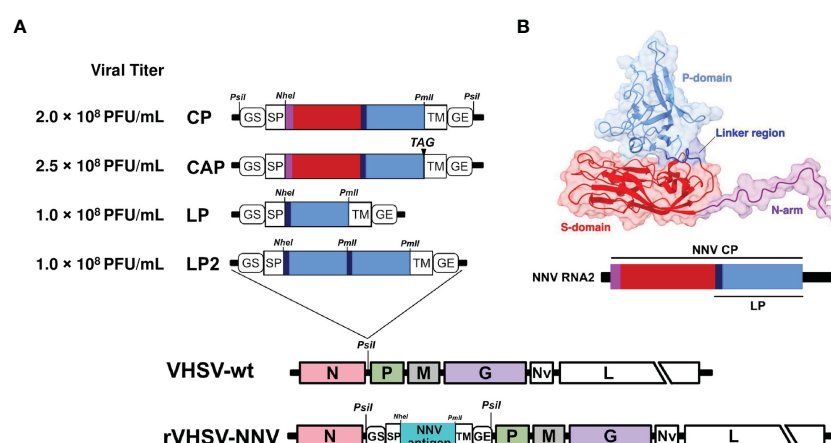 A
Viral Titer
PsiI NheI PmlI PsiI
2.0 × 10⁸ PFU/mL CP GS SP TM GE
TAG
2.5 × 10⁸ PFU/mL CAP GS SP TM GE
NheI PmlI
1.0 × 10⁸ PFU/mL LP GS SP TM GE
NheI PmlI PmlI
1.0 × 10⁸ PFU/mL LP2 GS SP TM GE
B
P-domain
Linker region
N-arm
S-domain
NNV CP
NNV RNA2
LP
PsiI
VHSV-wt N P M G Nv L
PsiI NheI PmlI PsiI
rVHSV-NNV N GS SP NNV antigen TM GE P M G Nv L